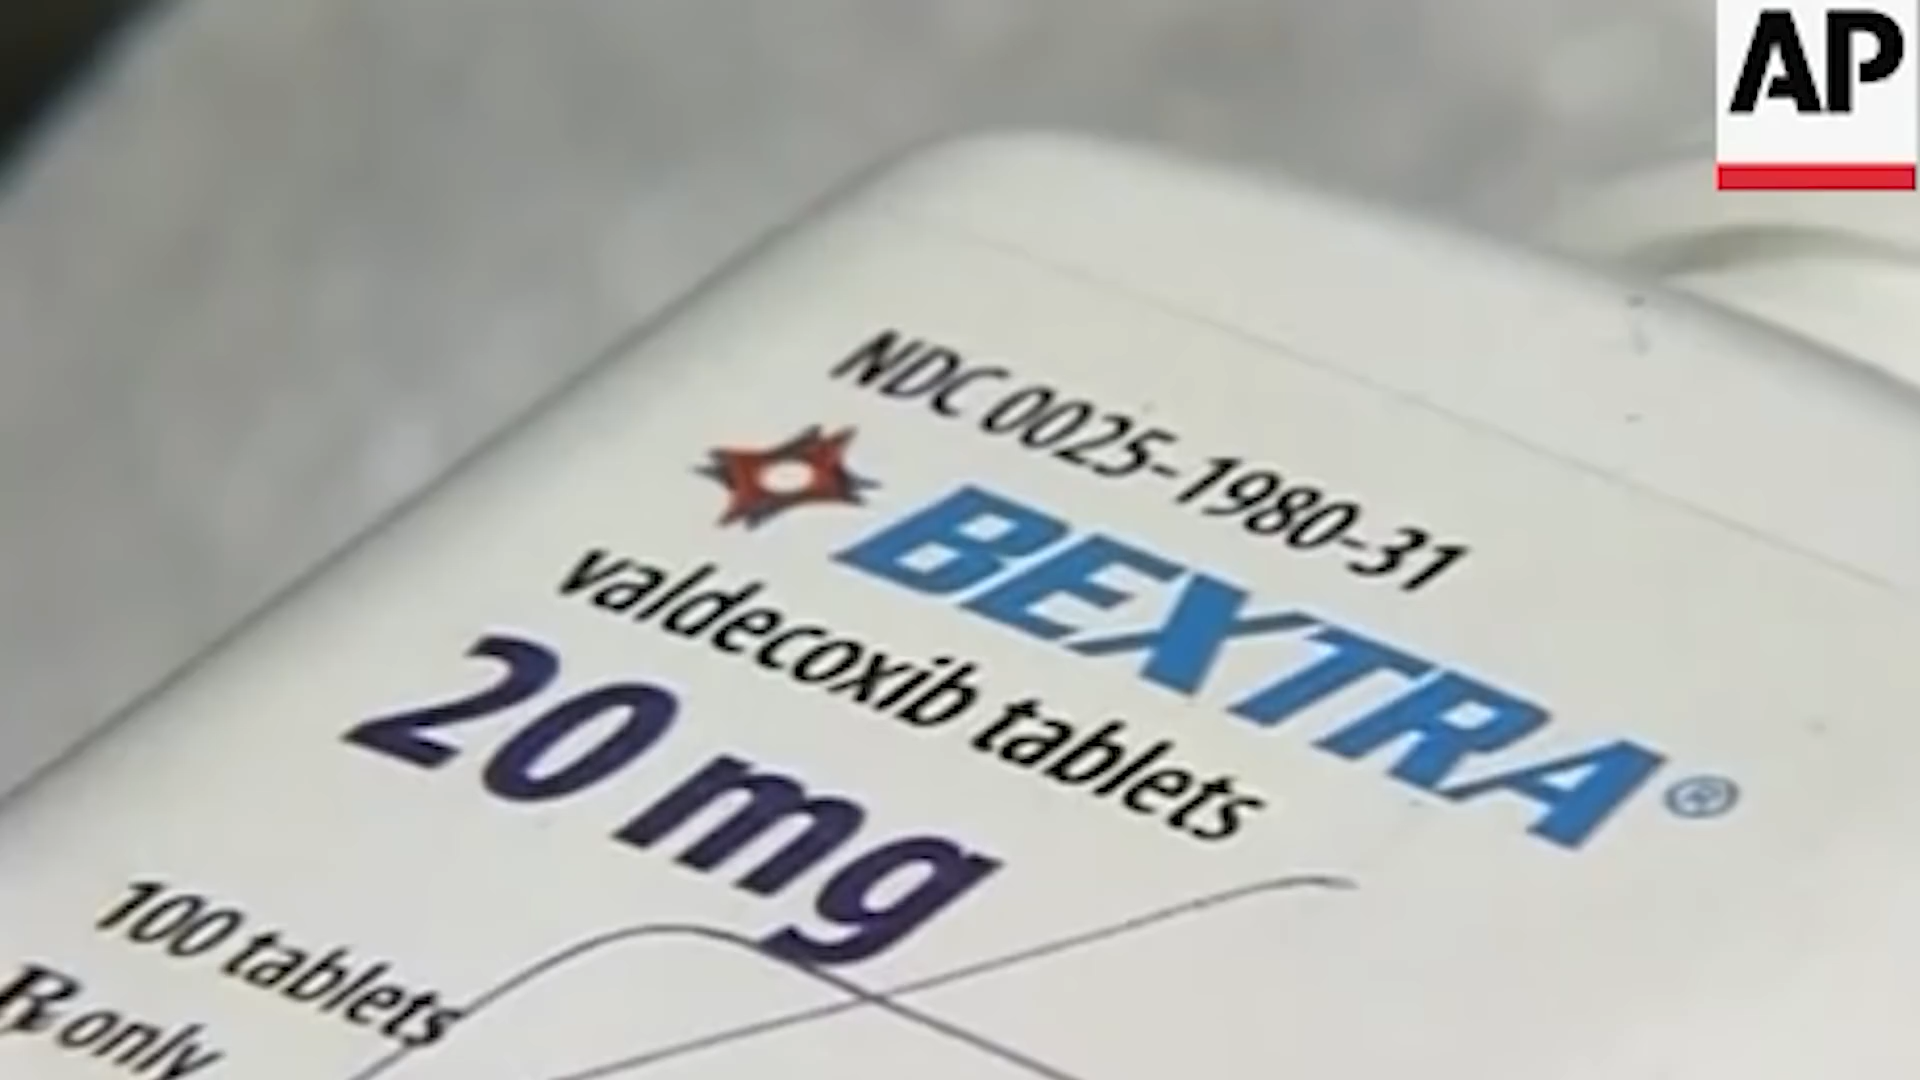 AP
NDC 0025-1980-31
BEXTRA®
valdecoxib tablets
20 mg
100 tablets
℞ only